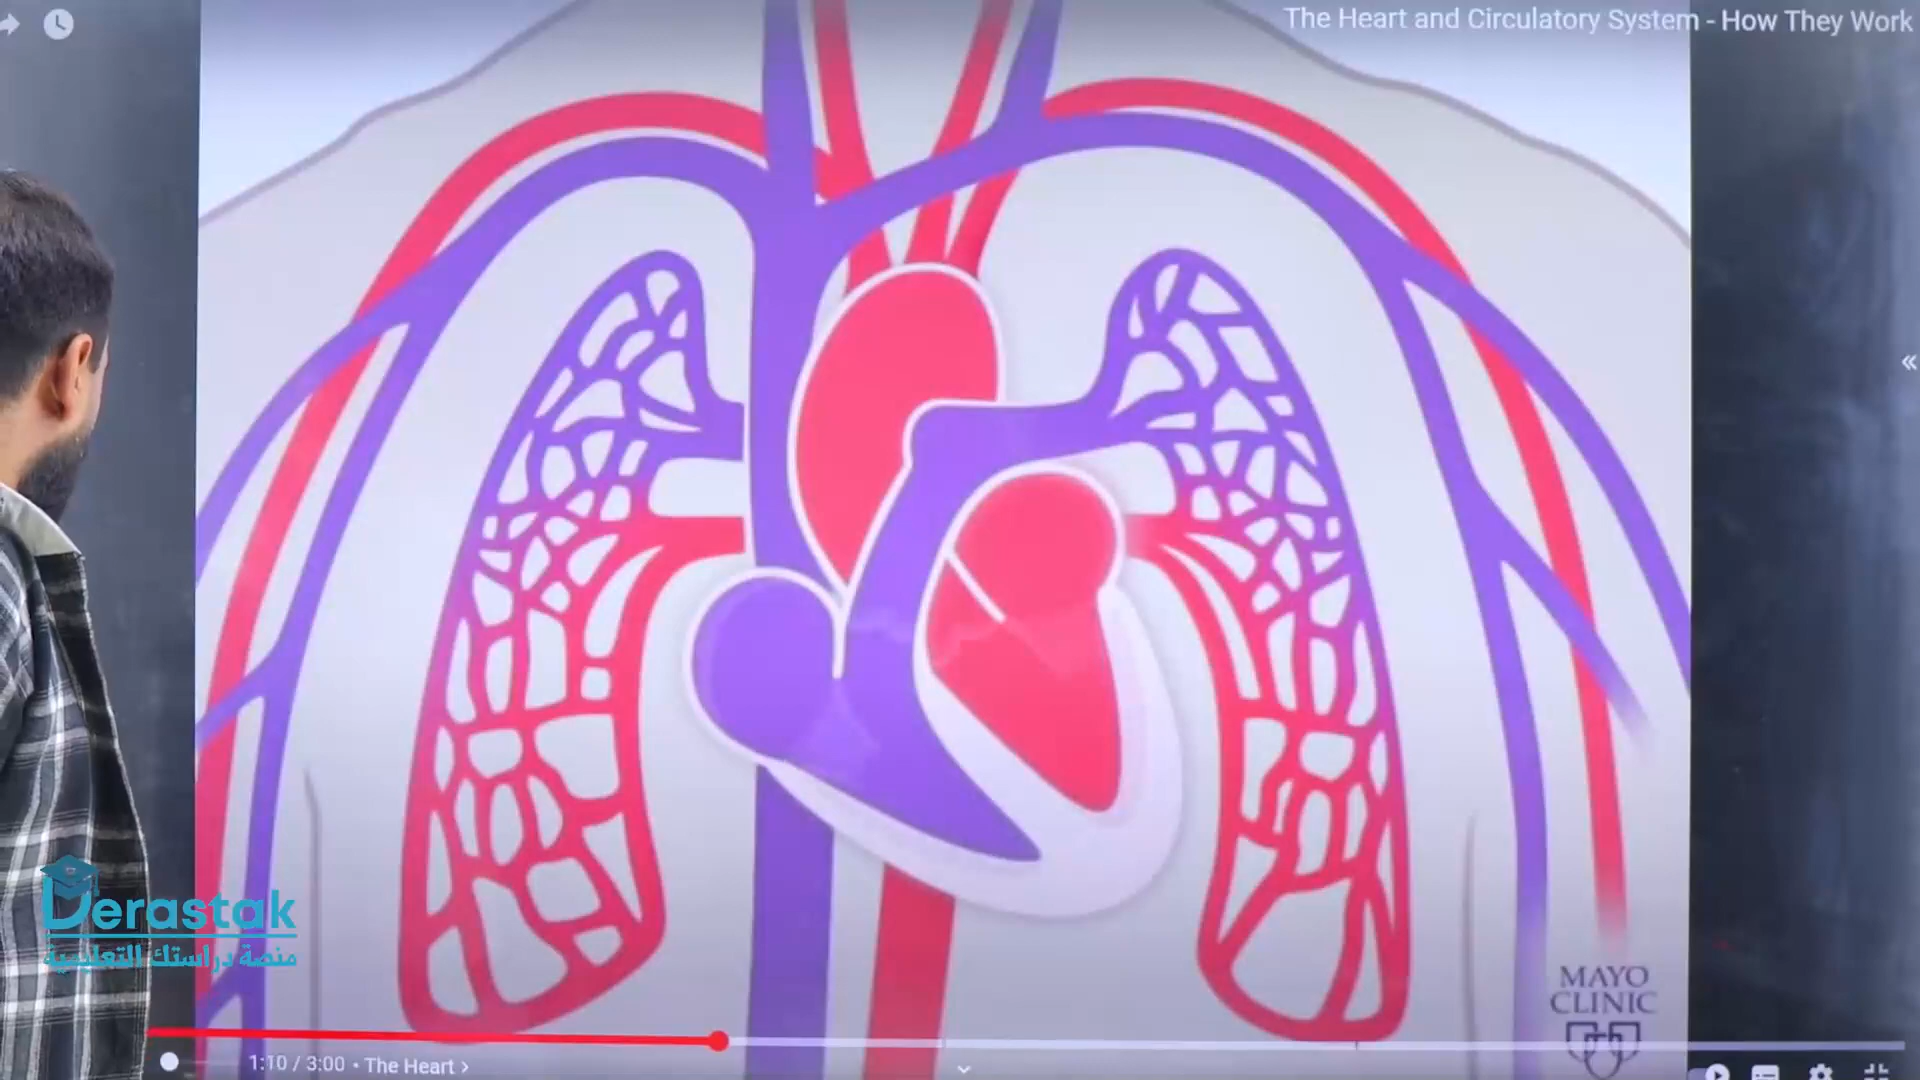 The Heart and Circulatory System - How They Work
Derastak
منصة دراستك التعليمية
MAYO
CLINIC
1:10 / 3:00 • The Heart ›